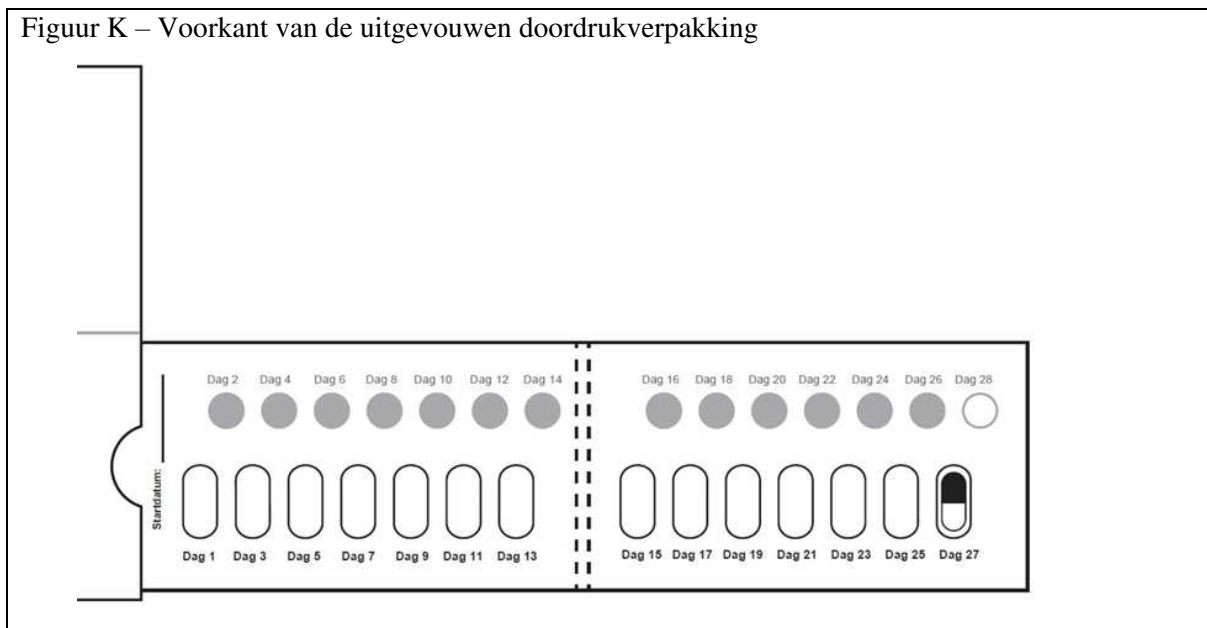 Figuur K – Voorkant van de uitgevouwen doordrukverpakking
Dag 2 Dag 4 Dag 6 Dag 8 Dag 10 Dag 12 Dag 14 Dag 16 Dag 18 Dag 20 Dag 22 Dag 24 Dag 26 Dag 28
Startdatum:
Dag 1 Dag 3 Dag 5 Dag 7 Dag 9 Dag 11 Dag 13 Dag 15 Dag 17 Dag 19 Dag 21 Dag 23 Dag 25 Dag 27